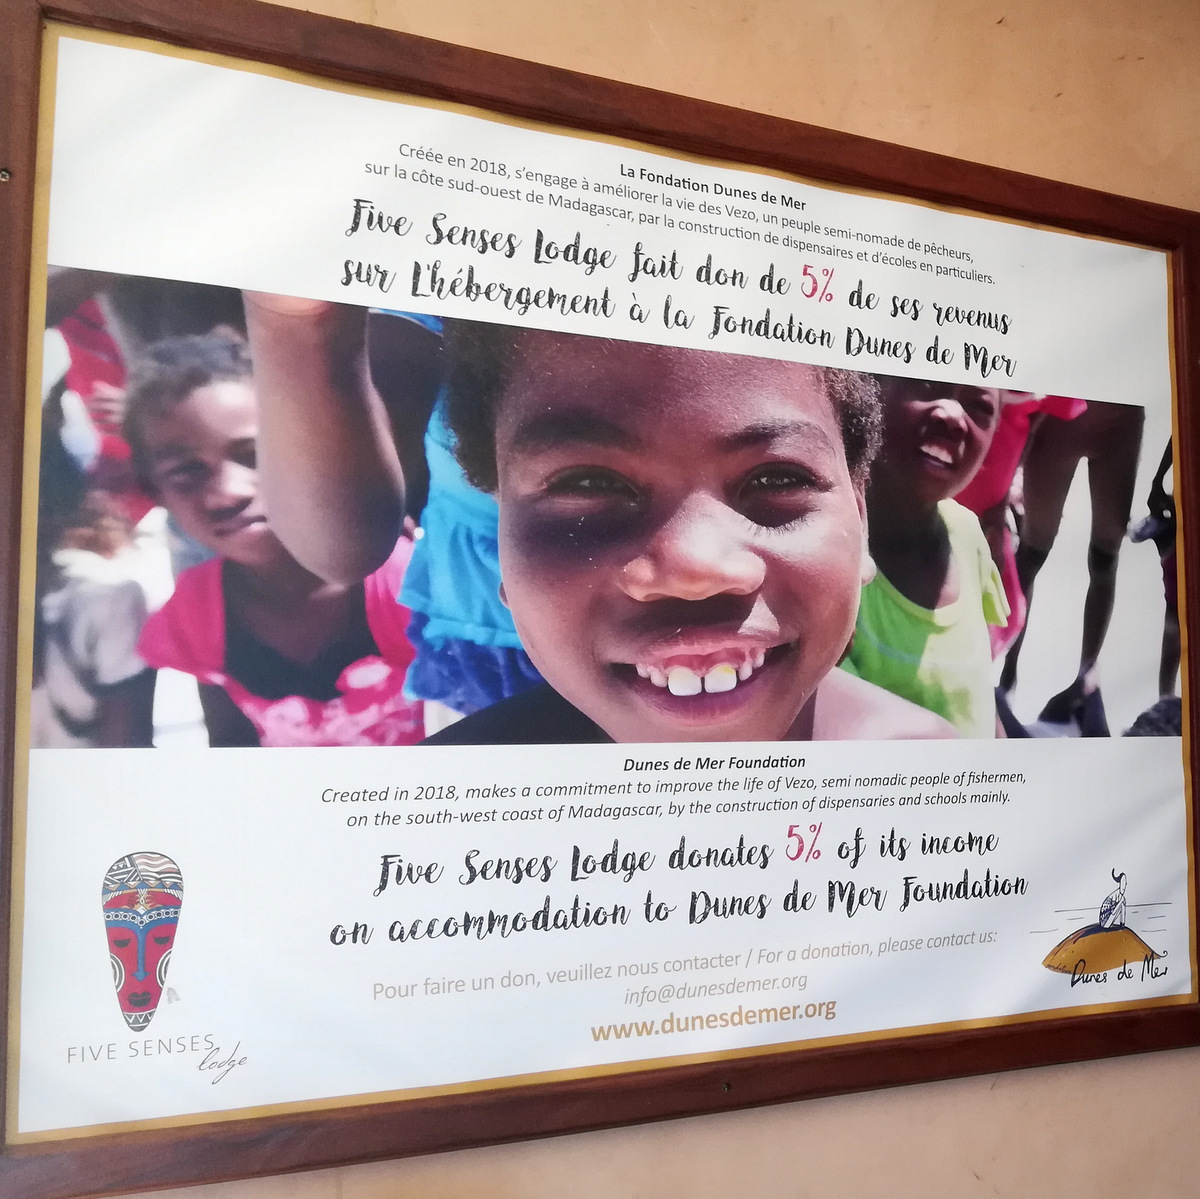 La Fondation Dunes de Mer
Créée en 2018, s'engage à améliorer la vie des Vezo, un peuple semi-nomade de pêcheurs,
sur la côte sud-ouest de Madagascar, par la construction de dispensaires et d'écoles en particuliers.
Five Senses Lodge fait don de 5% de ses revenus
sur L'hébergement à la Fondation Dunes de Mer
Dunes de Mer Foundation
Created in 2018, makes a commitment to improve the life of Vezo, semi nomadic people of fishermen,
on the south-west coast of Madagascar, by the construction of dispensaries and schools mainly.
Five Senses Lodge donates 5% of its income
on accommodation to Dunes de Mer Foundation
Pour faire un don, veuillez nous contacter / For a donation, please contact us:
info@dunesdemer.org
www.dunesdemer.org
FIVE SENSES
lodge
Dunes de Mer